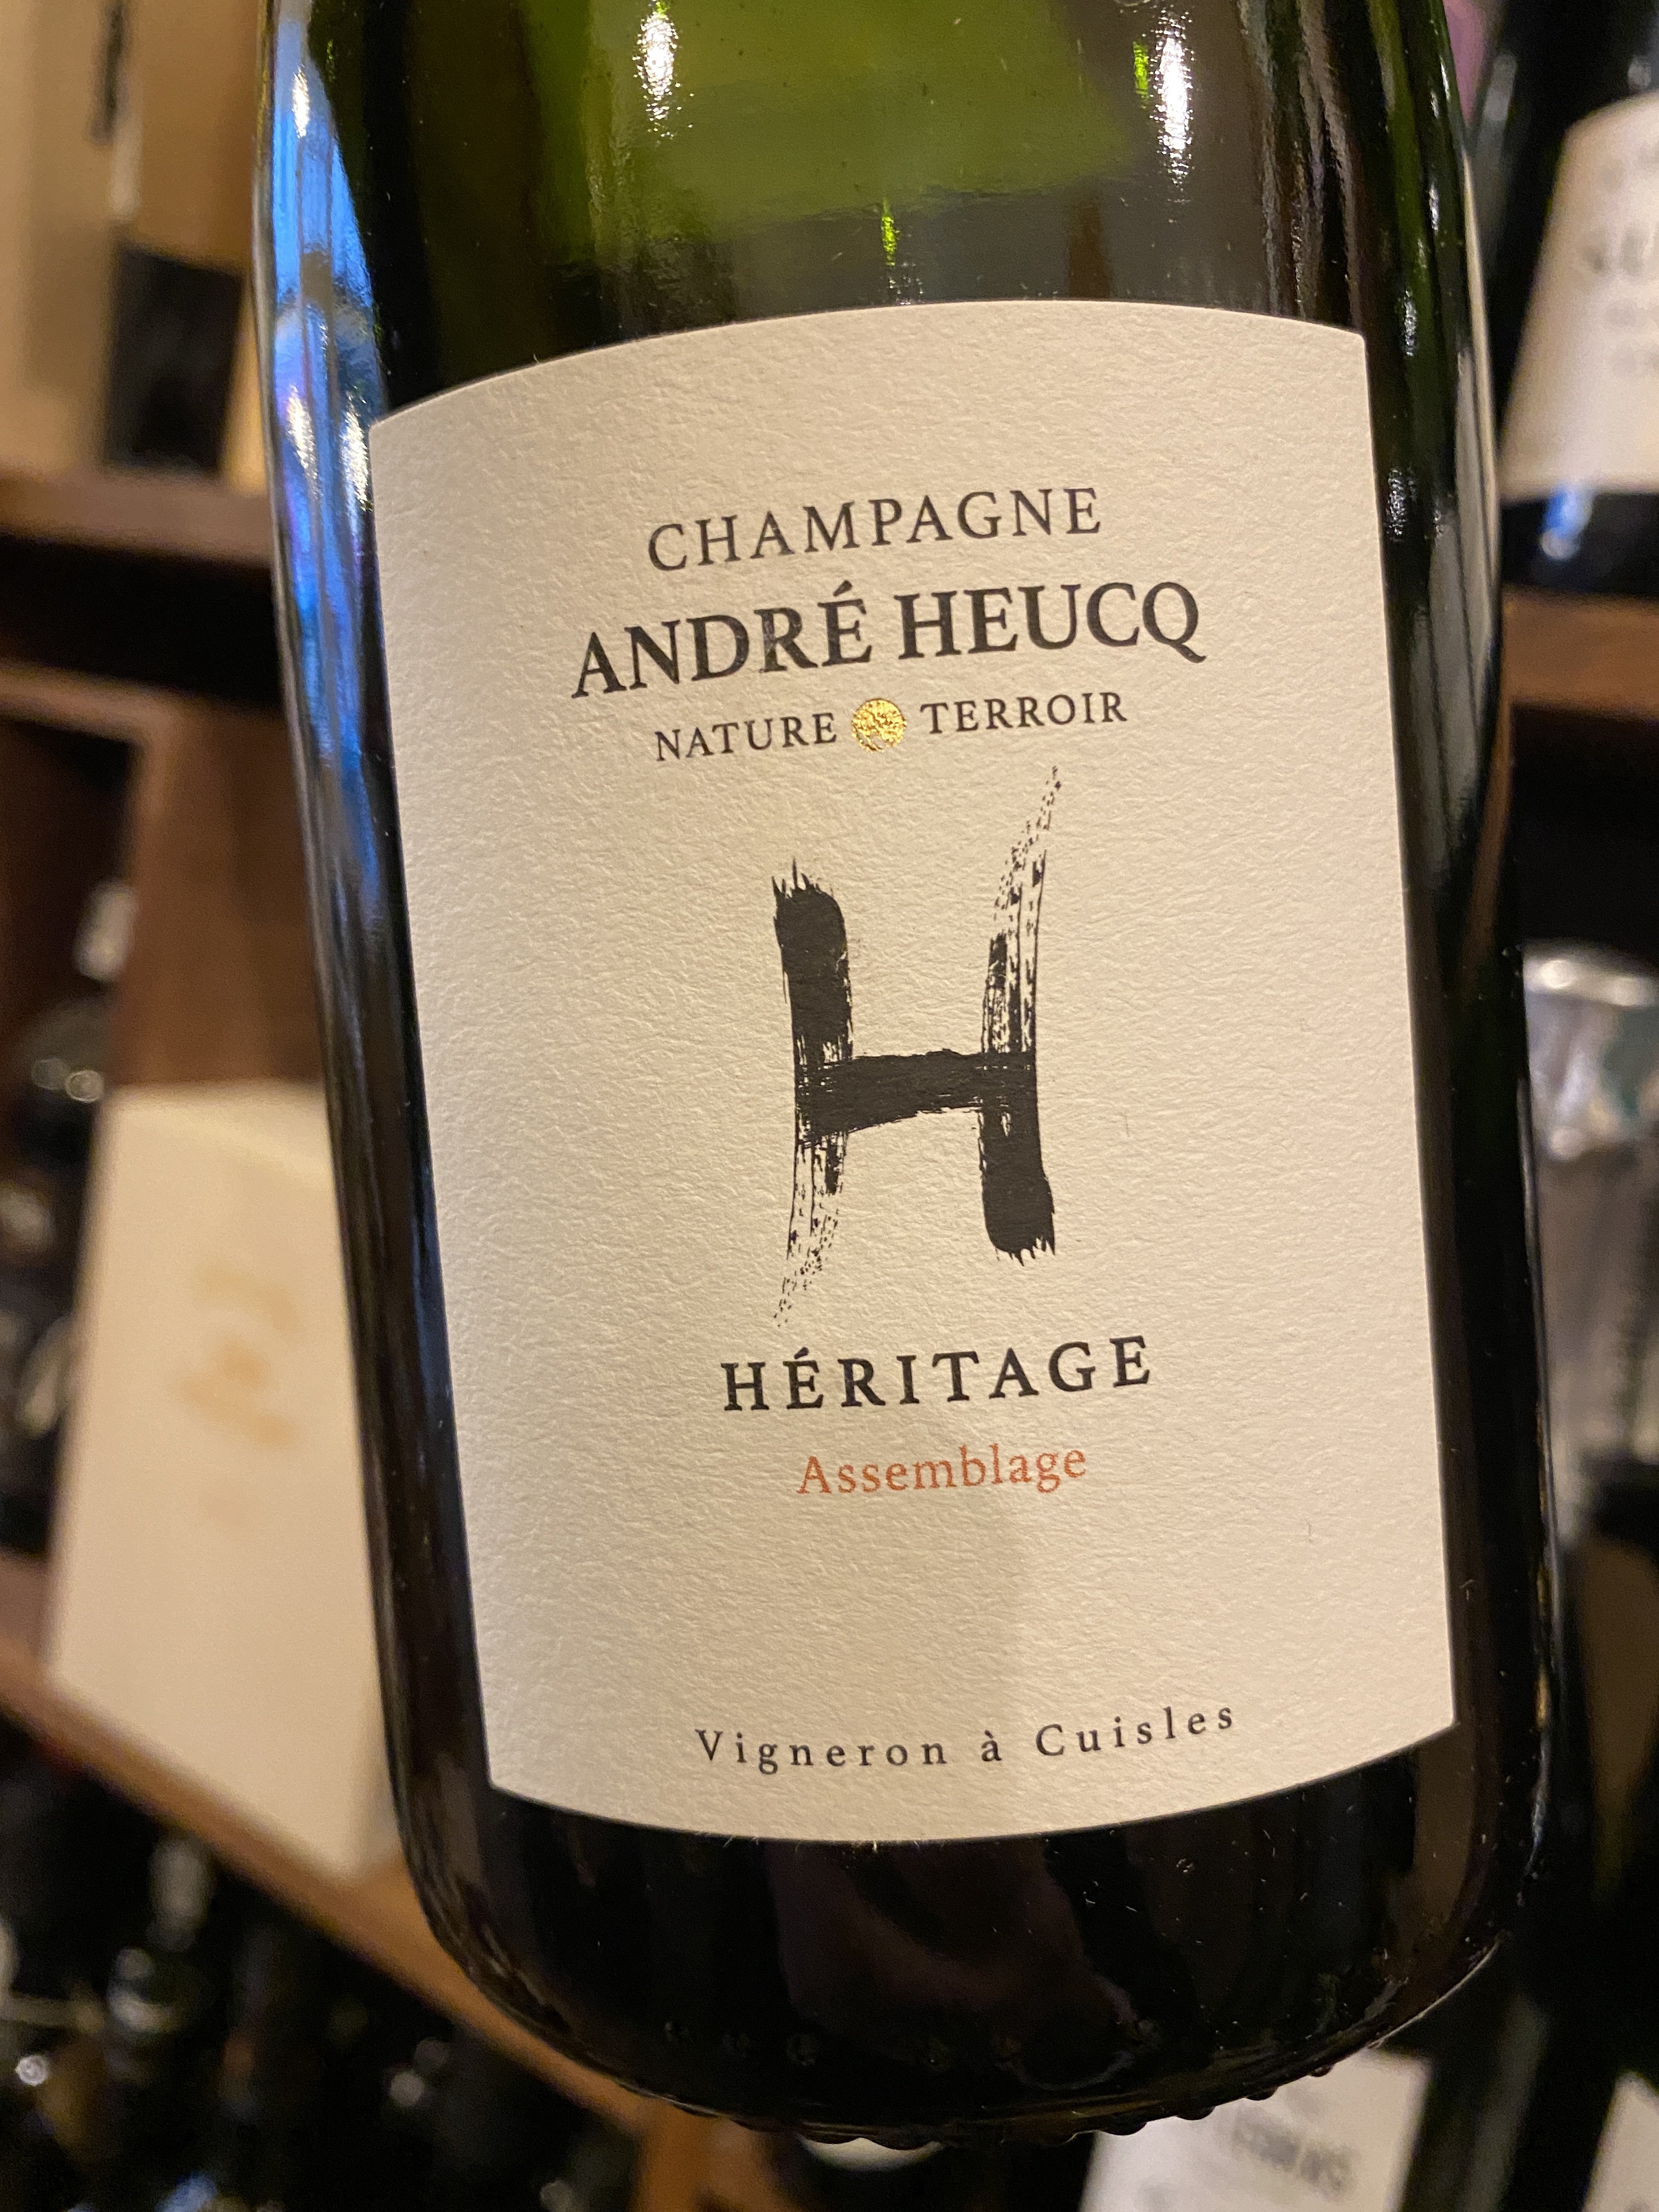 CHAMPAGNE
ANDRÉ HEUCQ
NATURE TERROIR
H
HÉRITAGE
Assemblage
Vigneron à Cuisles